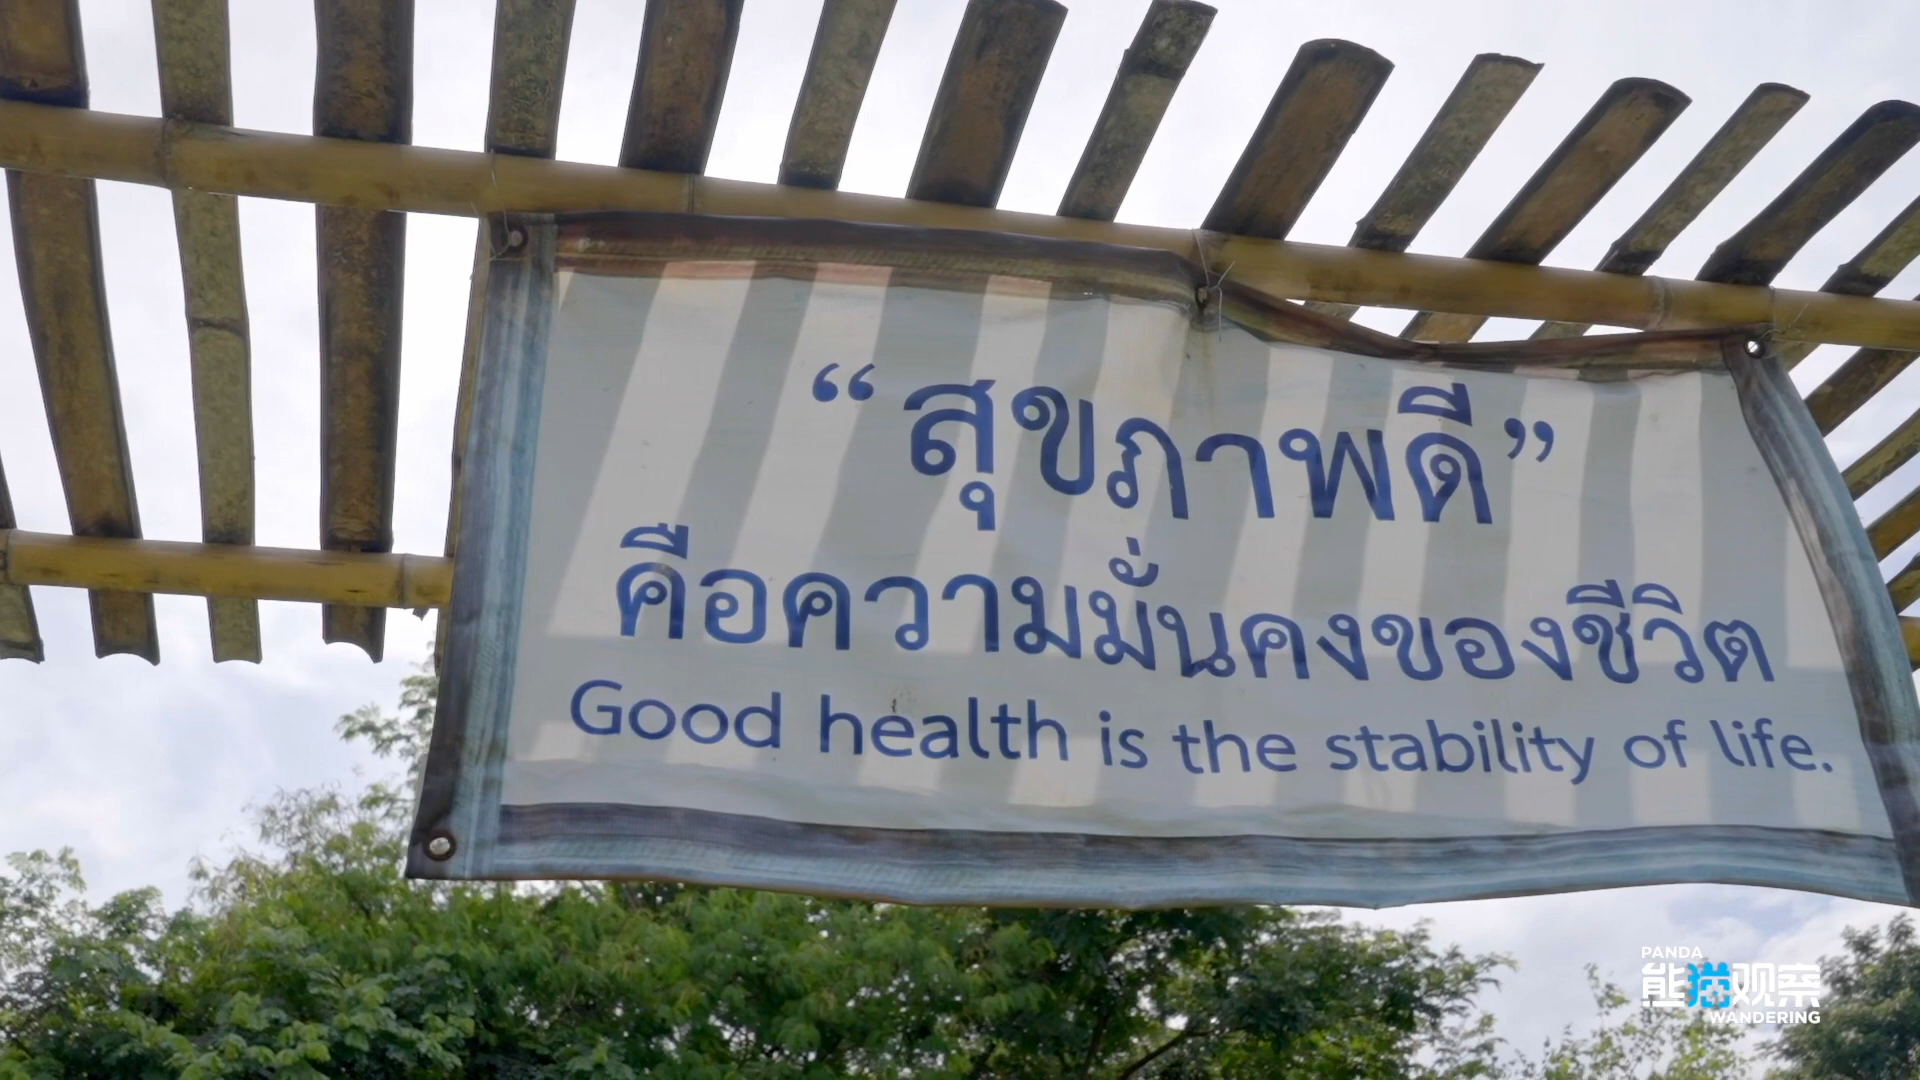 “สุขภาพดี”
คือความมั่นคงของชีวิต
Good health is the stability of life.
PANDA
熊猫观察
WANDERING